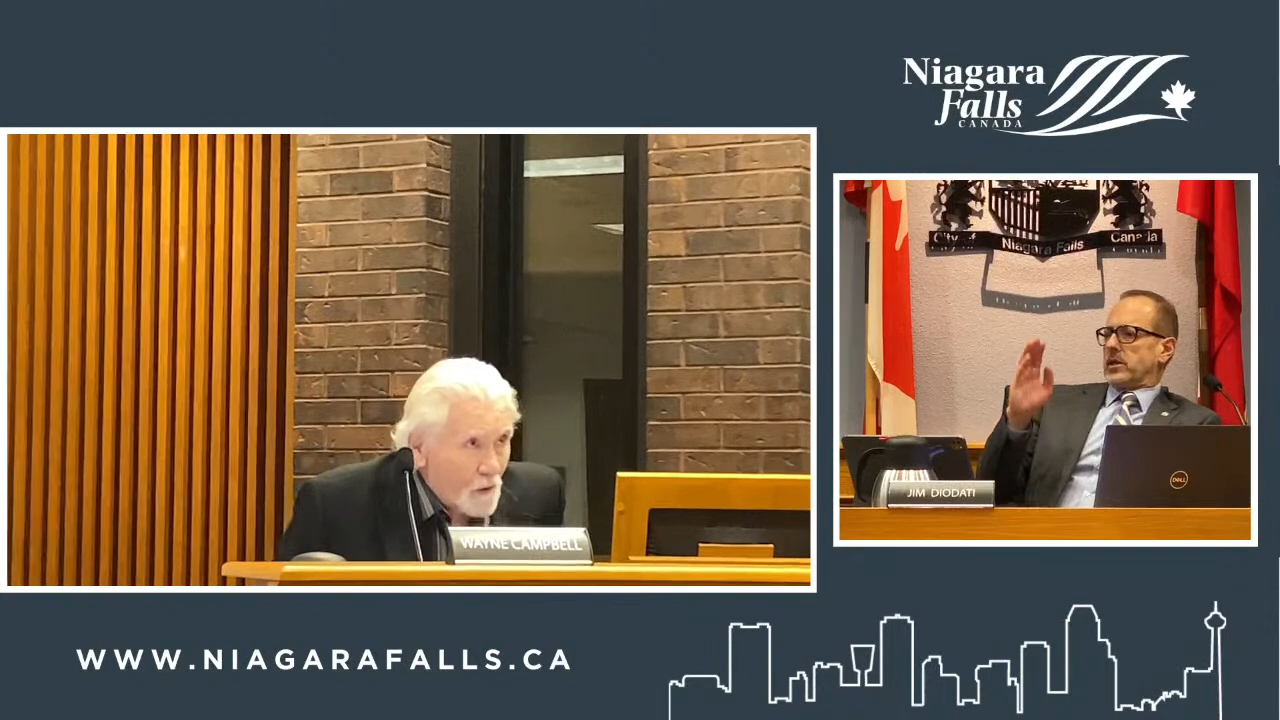 Niagara
Falls
CANADA
City of
Niagara Falls
Canada
WAYNE CAMPBELL
JIM DIODATI
DELL
WWW.NIAGARAFALLS.CA